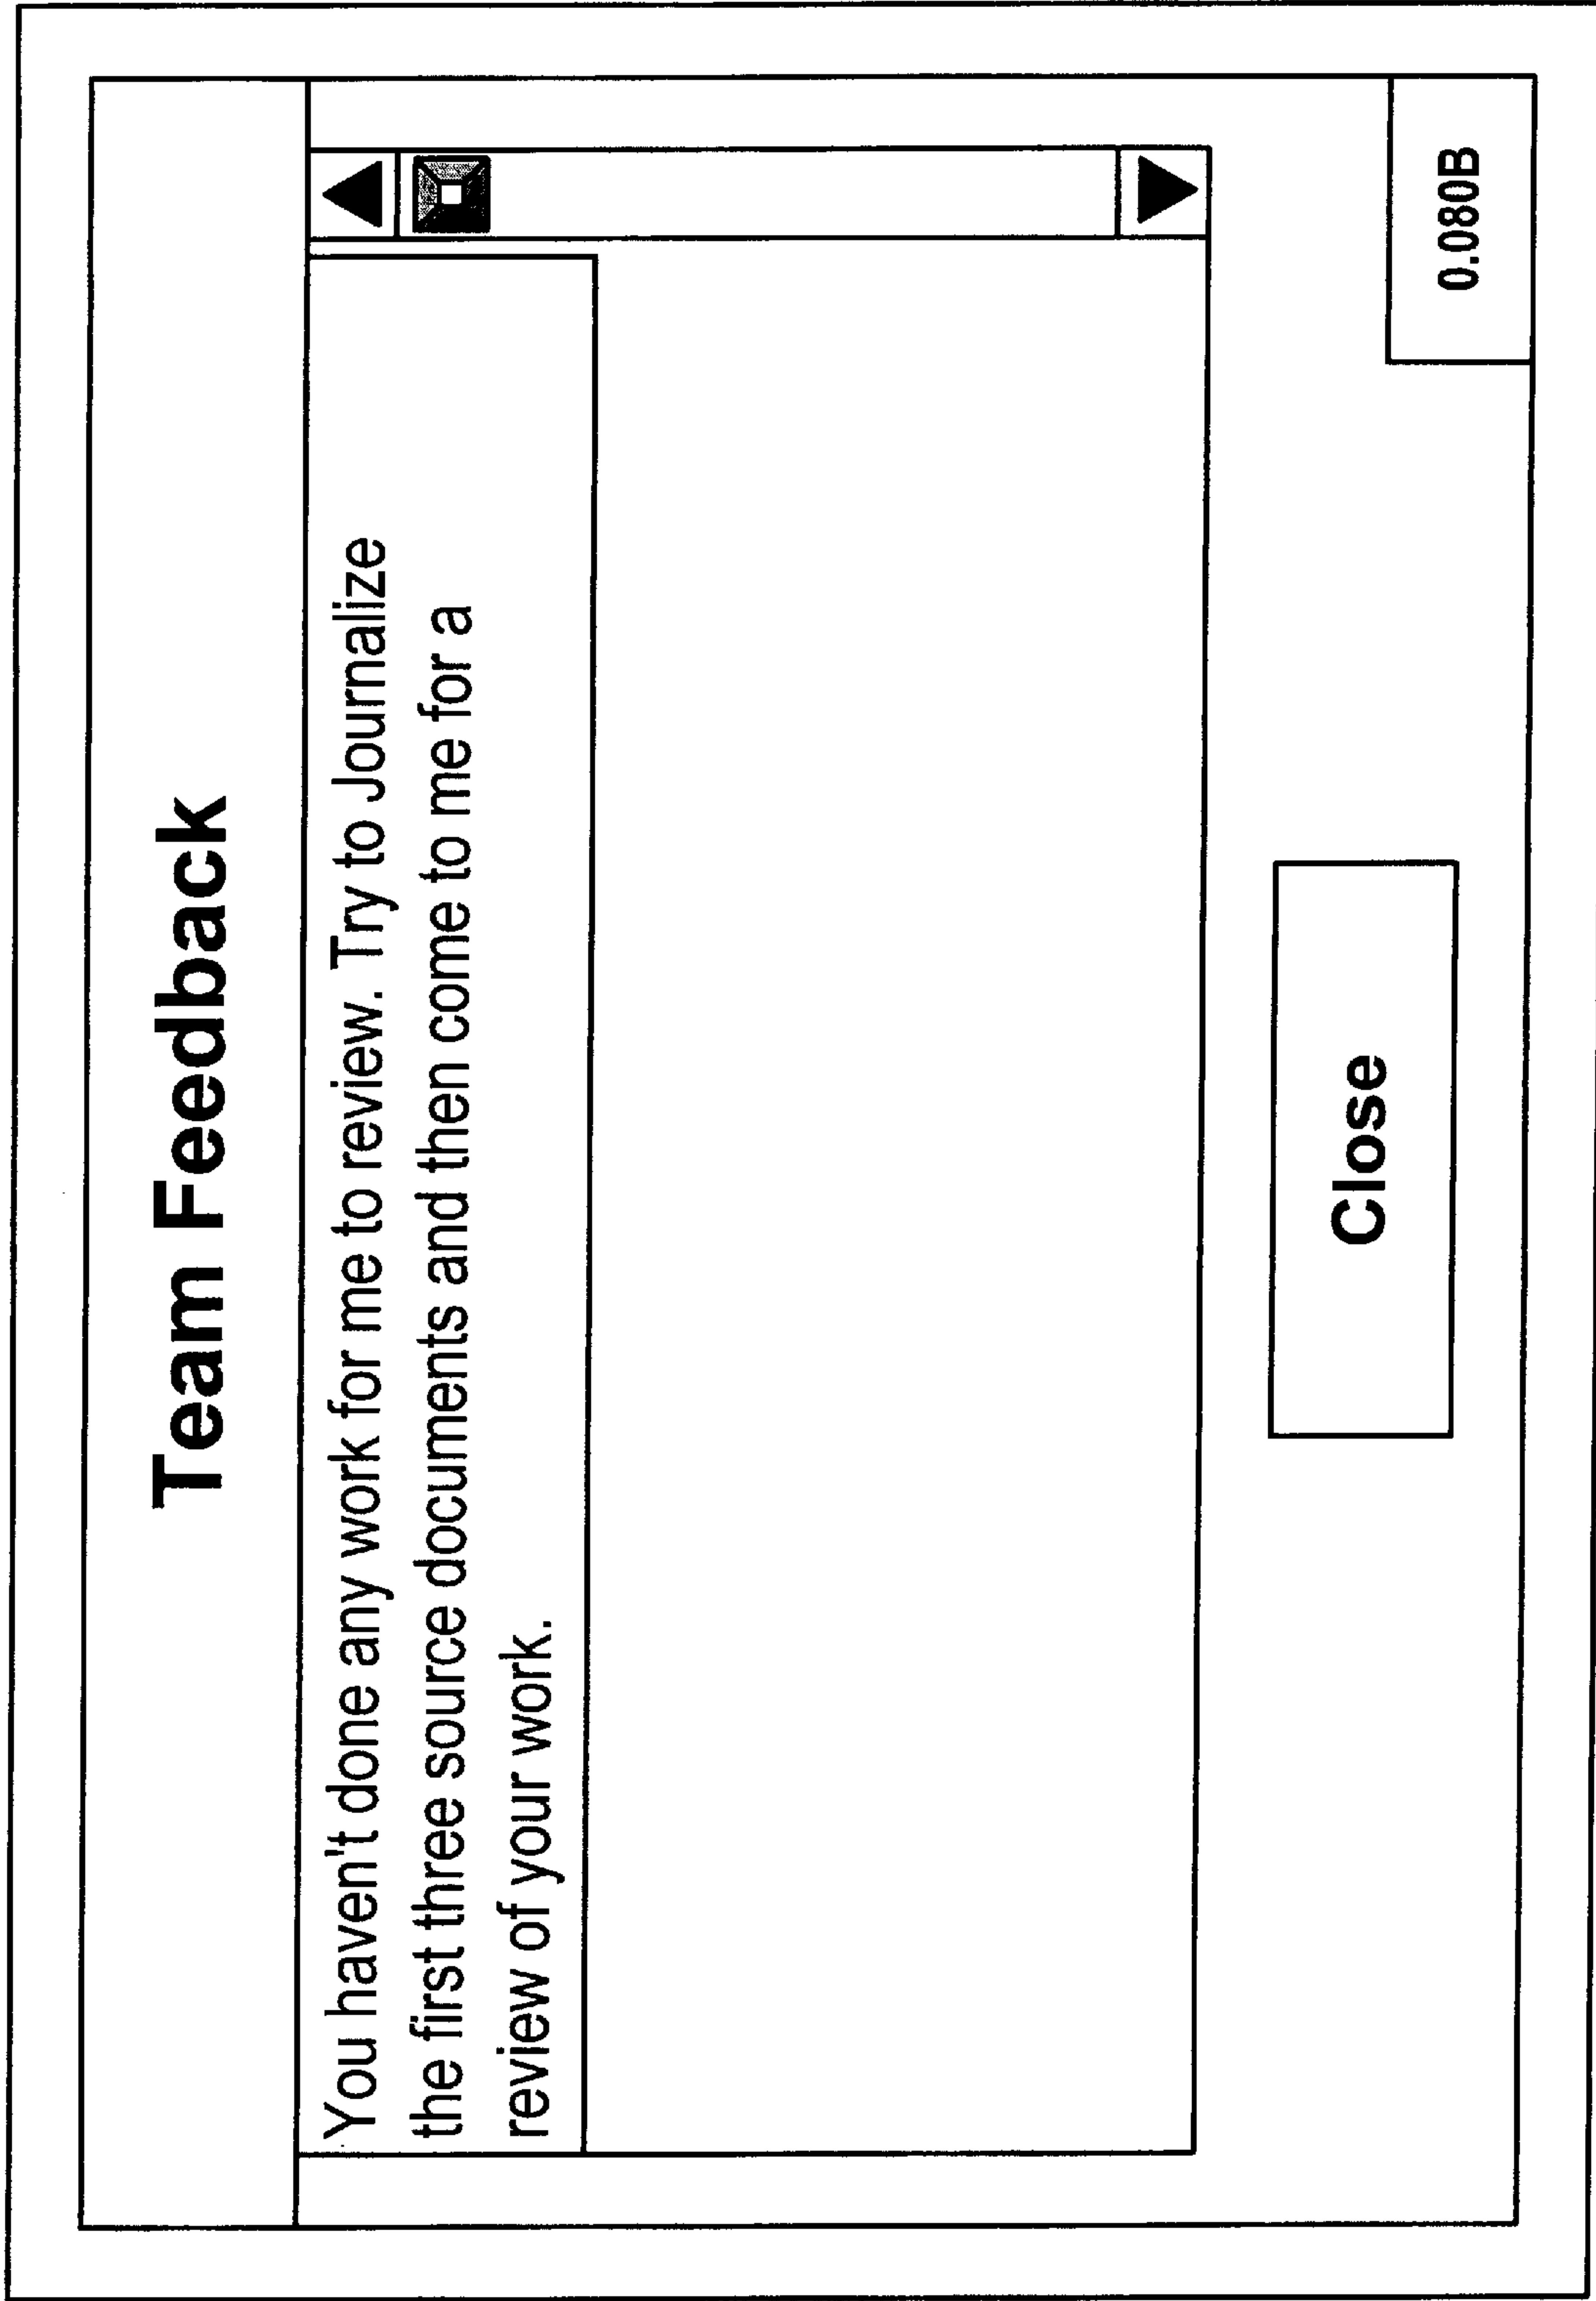 Team Feedback
You haven't done any work for me to review. Try to Journalize
the first three source documents and then come to me for a
review of your work.
Close
0.080B